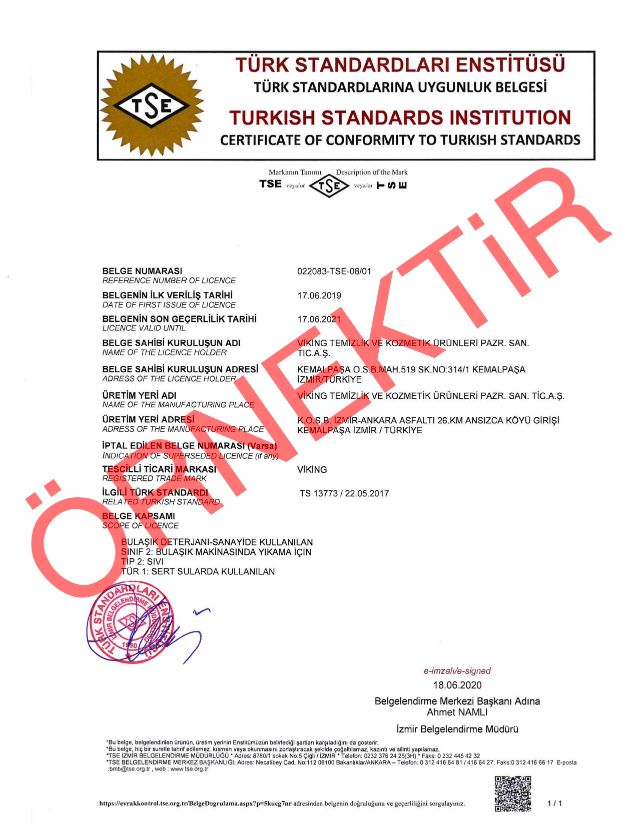 TÜRK STANDARDLARI ENSTİTÜSÜ
TÜRK STANDARDLARINA UYGUNLUK BELGESİ
TURKISH STANDARDS INSTITUTION
CERTIFICATE OF CONFORMITY TO TURKISH STANDARDS
TSE
Markanın Tanımı Description of the Mark
TSE veya/or TSE veya/or TSE
ÖRNEKTİR
BELGE NUMARASI 022083-TSE-08/01
REFERENCE NUMBER OF LICENCE
BELGENİN İLK VERİLİŞ TARİHİ 17.06.2019
DATE OF FIRST ISSUE OF LICENCE
BELGENİN SON GEÇERLİLİK TARİHİ 17.06.2021
LICENCE VALID UNTIL
BELGE SAHİBİ KURULUŞUN ADI VİKİNG TEMİZLİK VE KOZMETİK ÜRÜNLERİ PAZR. SAN.
NAME OF THE LICENCE HOLDER TİC.A.Ş.
BELGE SAHİBİ KURULUŞUN ADRESİ KEMALPAŞA O.S.B.MAH.519 SK.NO:314/1 KEMALPAŞA
ADRESS OF THE LICENCE HOLDER İZMİR/TÜRKİYE
ÜRETİM YERİ ADI VİKİNG TEMİZLİK VE KOZMETİK ÜRÜNLERİ PAZR. SAN. TİC.A.Ş.
NAME OF THE MANUFACTURING PLACE
ÜRETİM YERİ ADRESİ K.O.S.B. İZMİR-ANKARA ASFALTI 26.KM ANSIZCA KÖYÜ GİRİŞİ
ADRESS OF THE MANUFACTURING PLACE KEMALPAŞA İZMİR / TÜRKİYE
İPTAL EDİLEN BELGE NUMARASI (Varsa)
INDICATION OF SUPERSEDED LICENCE (if any)
TESCİLLİ TİCARİ MARKASI VİKİNG
REGISTERED TRADE MARK
İLGİLİ TÜRK STANDARDI TS 13773 / 22.05.2017
RELATED TURKISH STANDARD
BELGE KAPSAMI
SCOPE OF LICENCE
BULAŞIK DETERJANI-SANAYİDE KULLANILAN
SINIF 2: BULAŞIK MAKİNASINDA YIKAMA İÇİN
TİP 2: SIVI
TÜR 1: SERT SULARDA KULLANILAN
TÜRK STANDARDLARI ENSTİTÜSÜ
İZMİR BELGELENDİRME
TSE
e-imzalı/e-signed
18.06.2020
Belgelendirme Merkezi Başkanı Adına
Ahmet NAMLI
İzmir Belgelendirme Müdürü
*Bu belge, belgelendirilen ürünün, üretim yerinin Enstitümüzün belirlediği şartları karşıladığını da gösterir.
*Bu belge, hiç bir suretle tahrif edilemez, kısmen veya okunmasını zorlaştıracak şekilde çoğaltılamaz, kazıntı ve silinti yapılamaz.
*TSE İZMİR BELGELENDİRME MÜDÜRLÜĞÜ * Adres: 8780/1 sokak No:5 Çiğli / İZMİR * Telefon: 0232 376 24 25(3H) * Faks: 0 232 445 42 32
*TSE BELGELENDİRME MERKEZİ BAŞKANLIĞI: Adres: Necatibey Cad. No:112 06100 Bakanlıklar/ANKARA – Telefon: 0 312 416 64 81 / 416 64 27, Faks:0 312 416 66 17 E-posta
:bmb@tse.org.tr , web : www.tse.org.tr
https://evrakkontrol.tse.org.tr/BelgeDogrulama.aspx?p=5kucg7nr adresinden belgenin doğruluğunu ve geçerliliğini sorgulayınız.
1 / 1